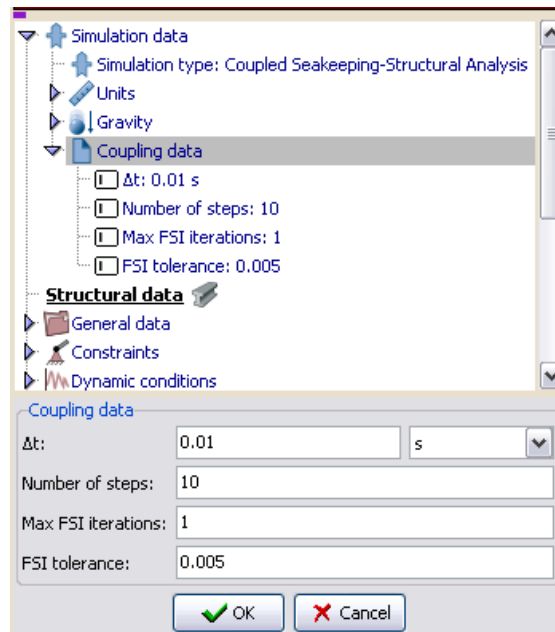 Simulation data
Simulation type: Coupled Seakeeping-Structural Analysis
Units
Gravity
Coupling data
Δt: 0.01 s
Number of steps: 10
Max FSI iterations: 1
FSI tolerance: 0.005
Structural data
General data
Constraints
Dynamic conditions
Coupling data
Δt: 0.01 s
Number of steps: 10
Max FSI iterations: 1
FSI tolerance: 0.005
OK Cancel